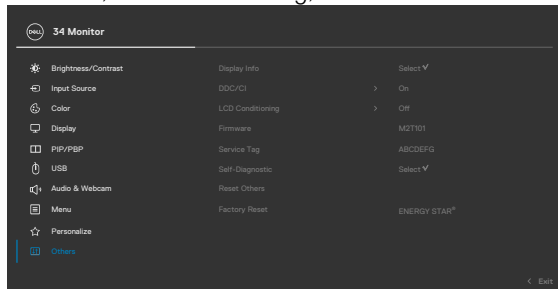 DELL 34 Monitor
Brightness/Contrast Display Info Select
Input Source DDC/CI > On
Color LCD Conditioning > Off
Display Firmware M2T101
PIP/PBP Service Tag ABCDEFG
USB Self-Diagnostic Select
Audio & Webcam Reset Others
Menu Factory Reset ENERGY STAR®
Personalize
Others
< Exit